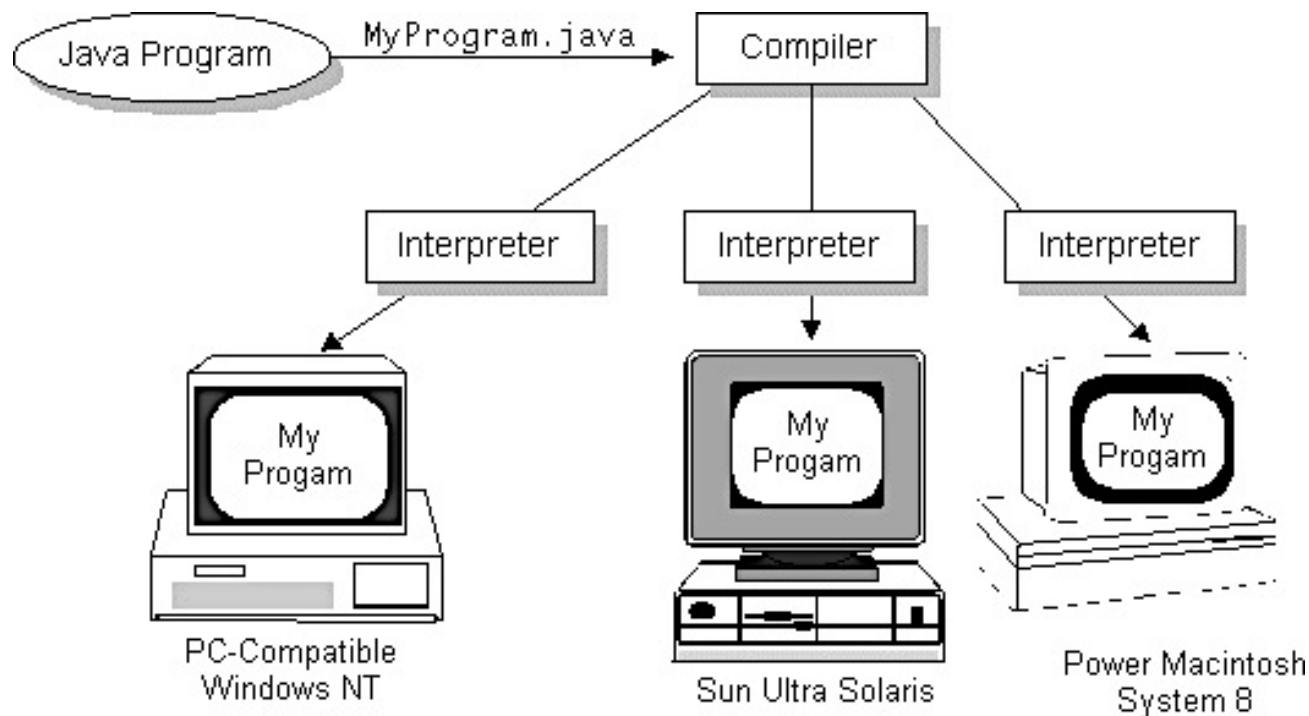 Java Program
MyProgram.java
Compiler
Interpreter
Interpreter
Interpreter
My
Progam
My
Progam
My
Progam
PC-Compatible
Windows NT
Sun Ultra Solaris
Power Macintosh
System 8